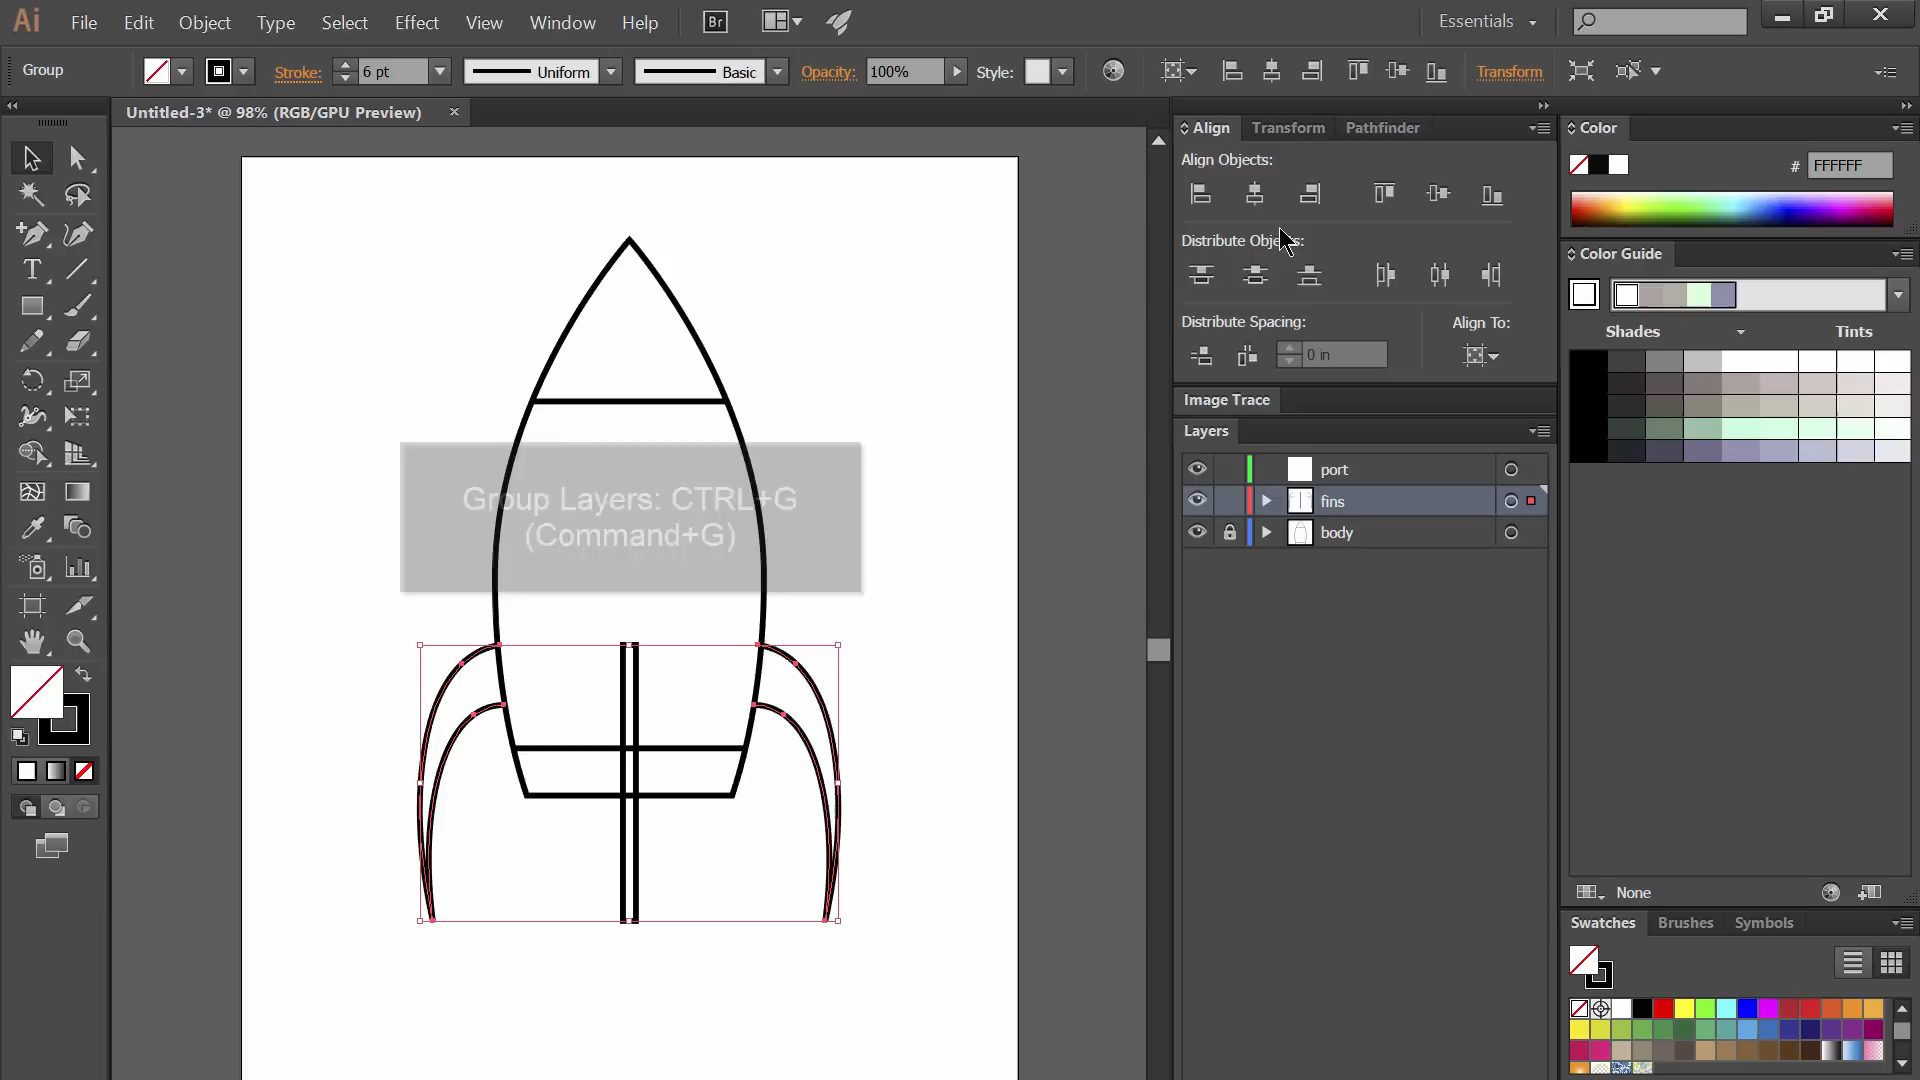 Ai File Edit Object Type Select Effect View Window Help Br Essentials
Group Stroke: 6 pt Uniform Basic Opacity: 100% Style: Transform
Untitled-3* @ 98% (RGB/GPU Preview)
Align Transform Pathfinder
Align Objects:
Distribute Objects:
Distribute Spacing: Align To:
0 in
Image Trace
Layers
port
fins
body
Group Layers: CTRL+G
(Command+G)
Color
# FFFFFF
Color Guide
Shades Tints
None
Swatches Brushes Symbols